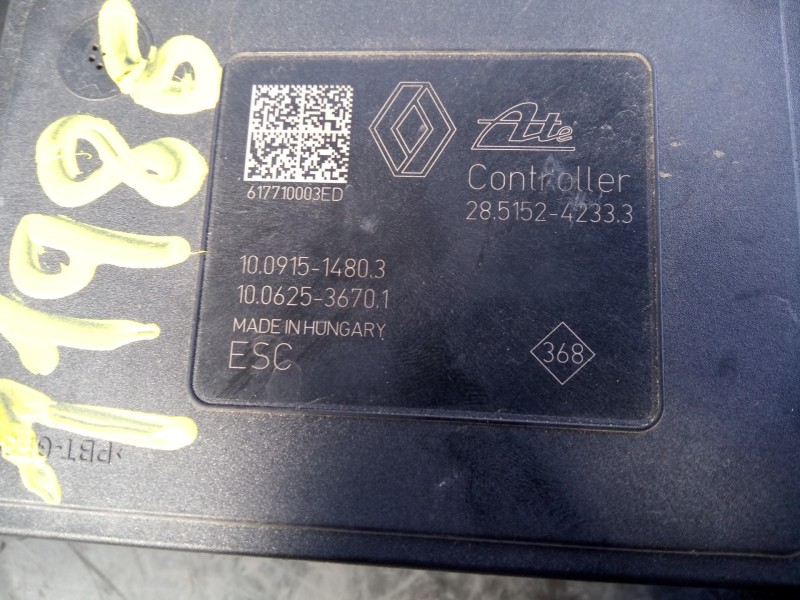 617710003ED
Ate
Controller
28.5152-4233.3
10.0915-1480.3
10.0625-3670.1
MADE IN HUNGARY
ESC
368